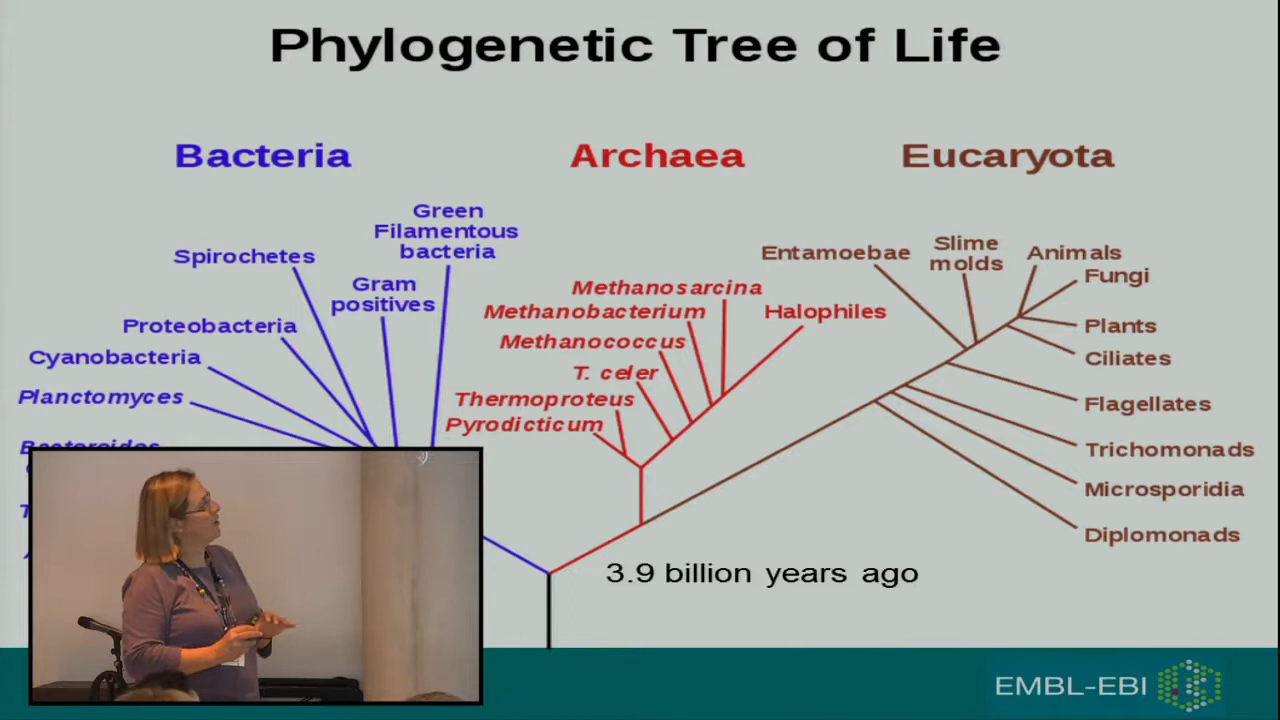 Phylogenetic Tree of Life
Bacteria
Archaea
Eucaryota
Green
Filamentous
bacteria
Spirochetes
Gram
positives
Proteobacteria
Cyanobacteria
Planctomyces
Methanosarcina
Methanobacterium
Halophiles
Methanococcus
T. celer
Thermoproteus
Pyrodicticum
Entamoebae
Slime
molds
Animals
Fungi
Plants
Ciliates
Flagellates
Trichomonads
Microsporidia
Diplomonads
3.9 billion years ago
EMBL-EBI